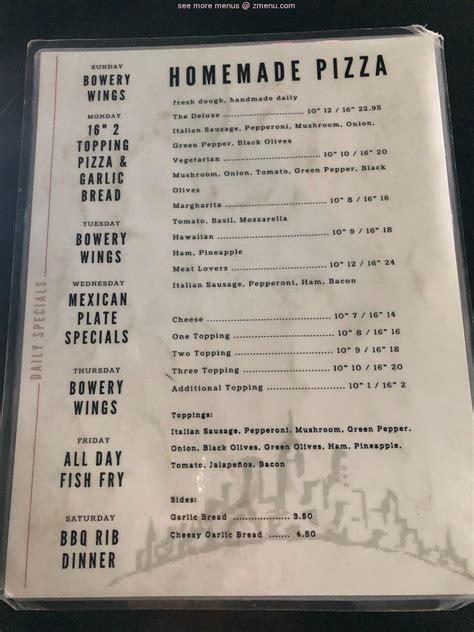 see more menus @ zmenu.com
DAILY SPECIALS
SUNDAY
BOWERY
WINGS
MONDAY
16" 2
TOPPING
PIZZA &
GARLIC
BREAD
TUESDAY
BOWERY
WINGS
WEDNESDAY
MEXICAN
PLATE
SPECIALS
THURSDAY
BOWERY
WINGS
FRIDAY
ALL DAY
FISH FRY
SATURDAY
BBQ RIB
DINNER
HOMEMADE PIZZA
fresh dough, handmade daily
The Deluxe ........................ 10" 12 / 16" 22.95
Italian Sausage, Pepperoni, Mushroom, Onion,
Green Pepper, Black Olives
Vegetarian ............................. 10" 10 / 16" 20
Mushroom, Onion, Tomato, Green Pepper, Black
Olives
Margharita ............................. 10" 8 / 16" 16
Tomato, Basil, Mozzarella
Hawaiian ............................... 10" 9 / 16" 18
Ham, Pineapple
Meat Lovers ............................ 10" 12 / 16" 24
Italian Sausage, Pepperoni, Ham, Bacon
Cheese ................................. 10" 7 / 16" 14
One Topping ............................ 10" 8 / 16" 16
Two Topping ............................ 10" 9 / 16" 18
Three Topping .......................... 10" 10 / 16" 20
Additional Topping ..................... 10" 1 / 16" 2
Toppings:
Italian Sausage, Pepperoni, Mushroom, Green Pepper,
Onion, Black Olives, Green Olives, Ham, Pineapple,
Tomato, Jalapeños, Bacon
Sides:
Garlic Bread .............. 3.50
Cheesy Garlic Bread ....... 4.50